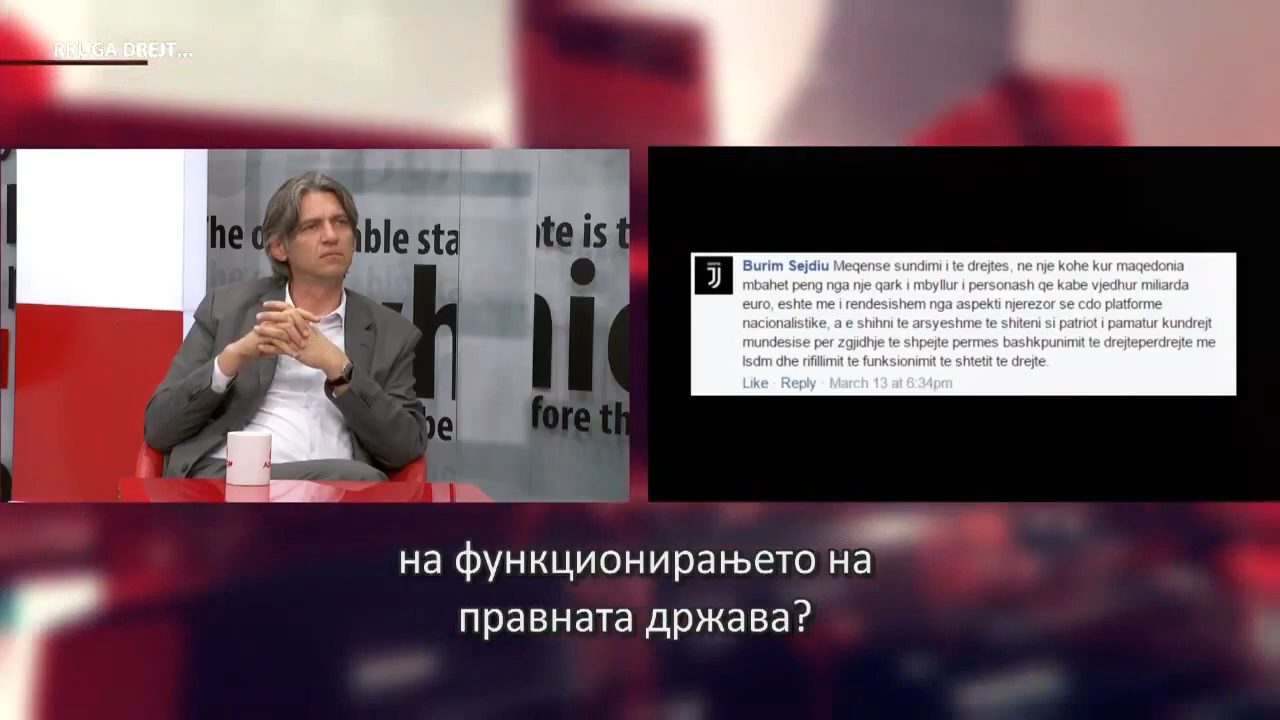 RRUGA DREJT...
ble sta
te is t
fore th
be
Burim Sejdiu Meqense sundimi i te drejtes, ne nje kohe kur maqedonia
mbahet peng nga nje qark i mbyllur i personash qe kabe vjedhur miliarda
euro, eshte me i rendesishem nga aspekti njerezor se cdo platforme
nacionalistike, a e shihni te arsyeshme te shiteni si patriot i pamatur kundrejt
mundesise per zgjidhje te shpejte permes bashkpunimit te drejteperdrejte me
lsdm dhe rifillimit te funksionimit te shtetit te drejte.
Like · Reply · March 13 at 6:34pm
на функционирањето на
правната држава?